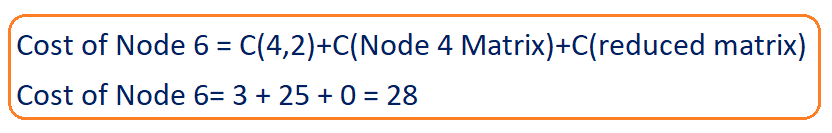 Cost of Node 6 = C(4,2)+C(Node 4 Matrix)+C(reduced matrix)
Cost of Node 6= 3 + 25 + 0 = 28